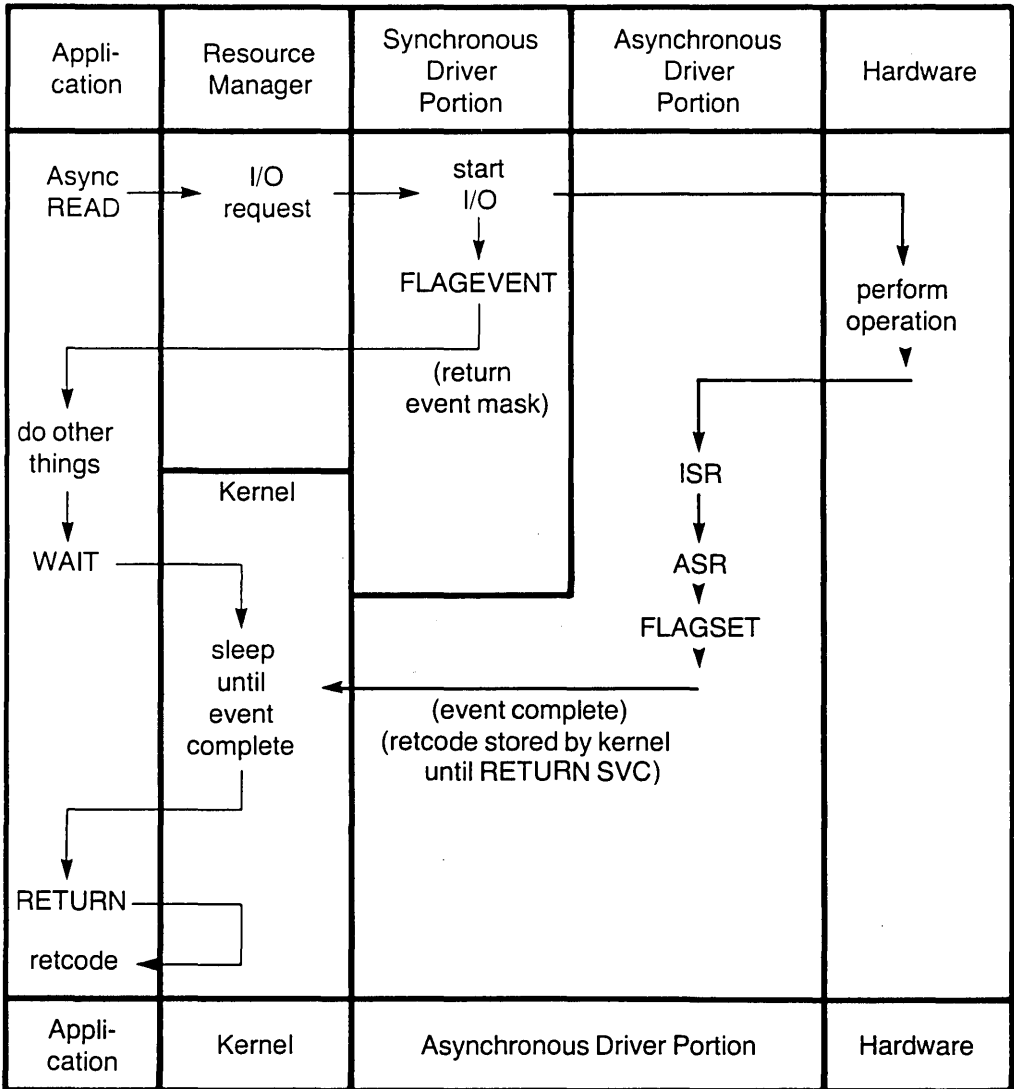 Appli-
cation
Resource
Manager
Synchronous
Driver
Portion
Asynchronous
Driver
Portion
Hardware
Async
READ
I/O
request
start
I/O
FLAGEVENT
perform
operation
(return
event mask)
do other
things
ISR
Kernel
WAIT
ASR
FLAGSET
sleep
until
event
complete
(event complete)
(retcode stored by kernel
until RETURN SVC)
RETURN
retcode
Appli-
cation
Kernel
Asynchronous Driver Portion
Hardware